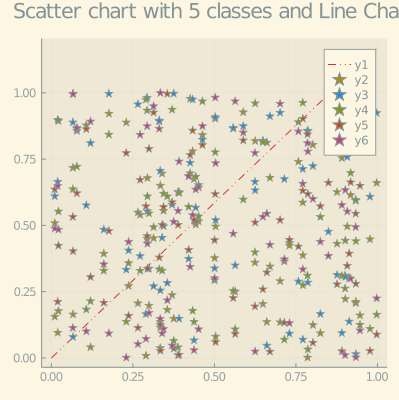 Scatter chart with 5 classes and Line Cha
y1
y2
y3
y4
y5
y6
1.00
0.75
0.50
0.25
0.00
0.00 0.25 0.50 0.75 1.00